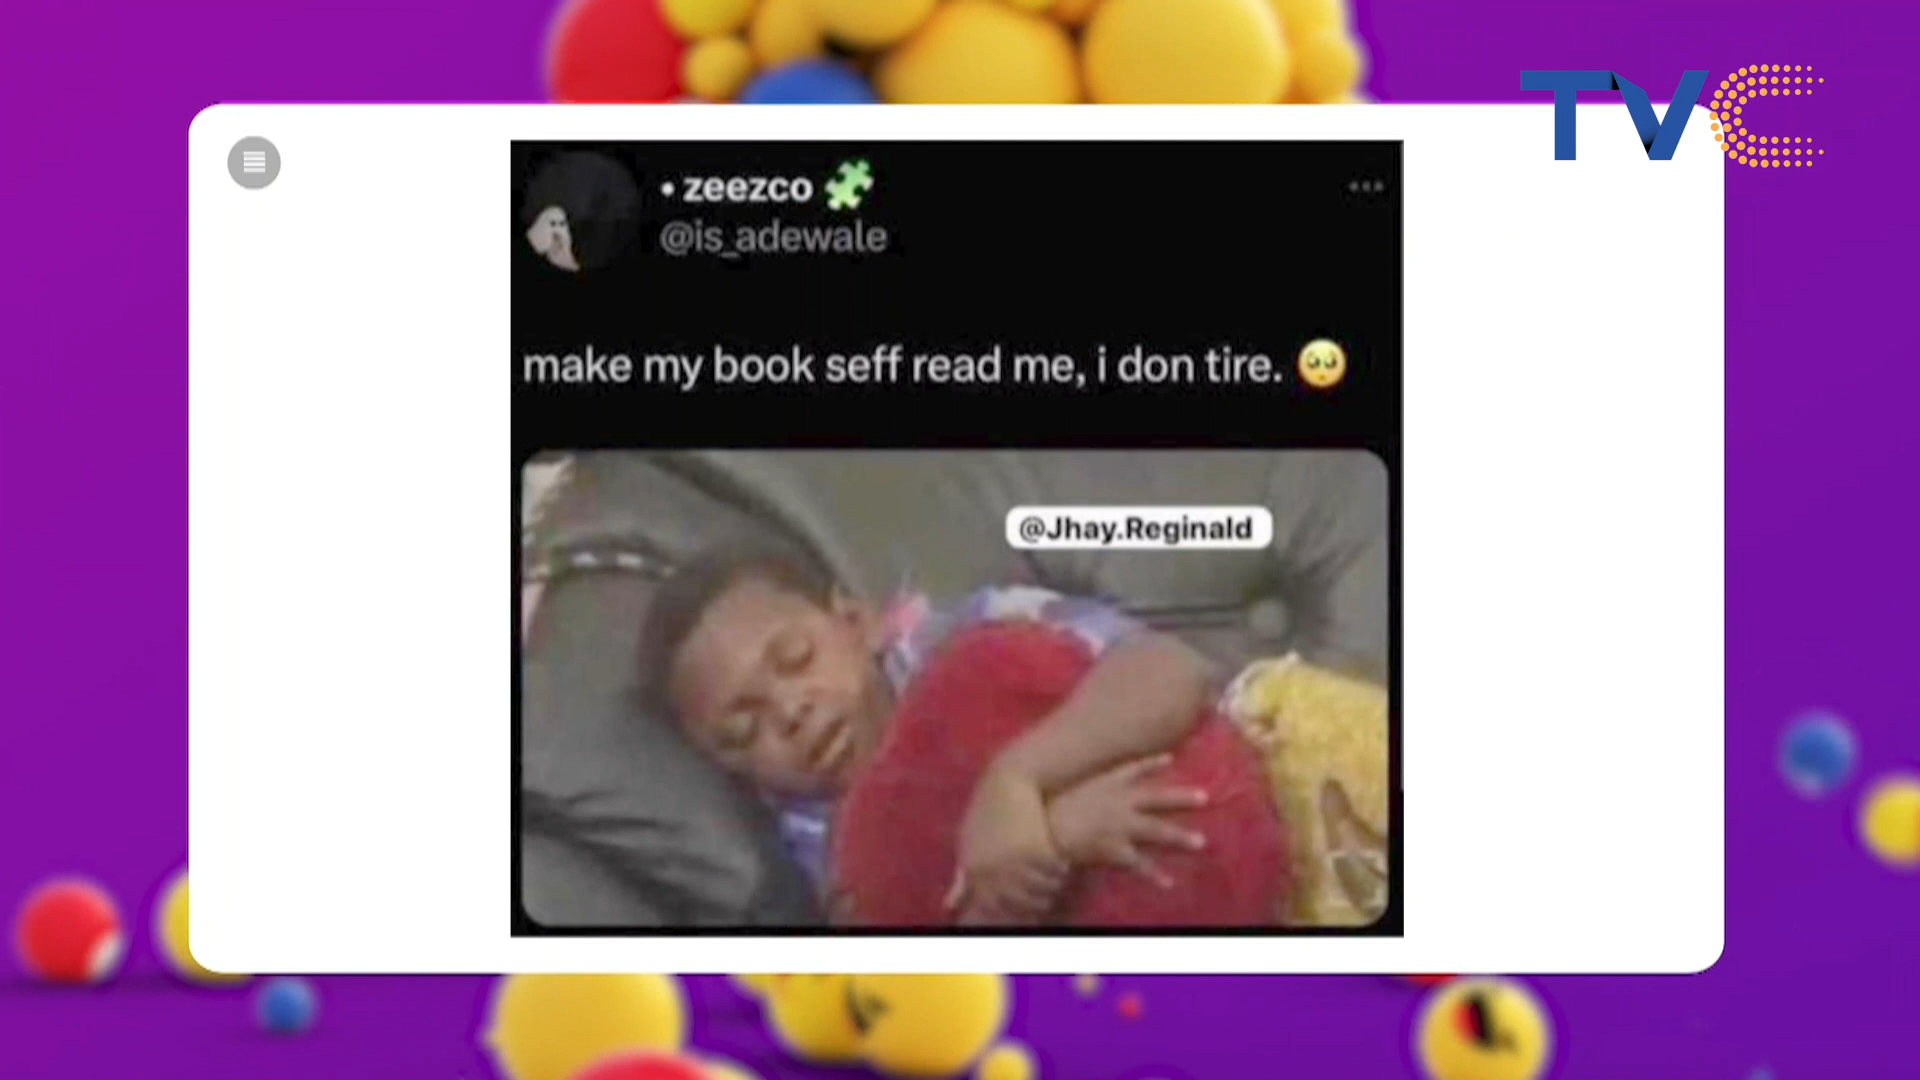 TVC
• zeezco
@is_adewale
make my book seff read me, i don tire.
@Jhay.Reginald